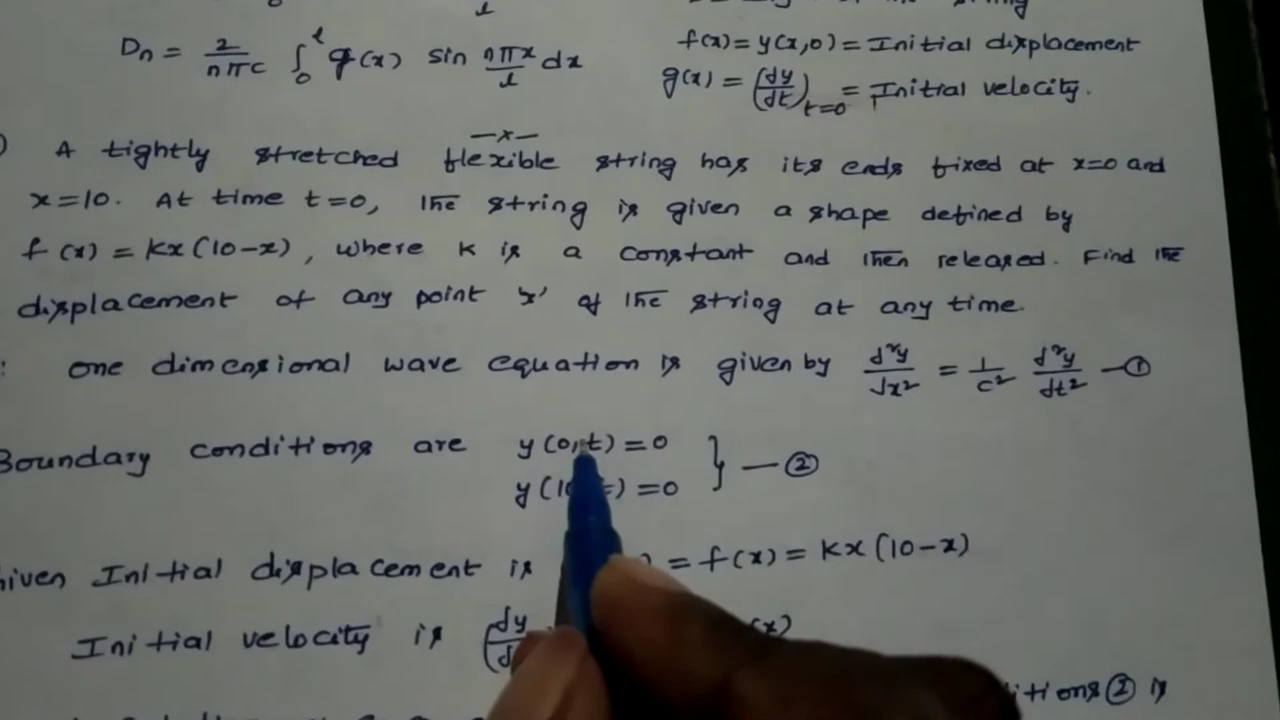 Dn = 2/nπc ∫₀ˡ g(x) sin nπx/l dx
f(x) = y(x,0) = Initial displacement
g(x) = (dy/dt)t=0 = Initial velocity.
—x—
A tightly stretched flexible string has its ends fixed at x=0 and
x=10. At time t=0, the string is given a shape defined by
f(x) = kx(10-x), where k is a constant and then released. Find the
displacement of any point 'x' of the string at any time.
One dimensional wave equation is given by d²y/dx² = 1/c² d²y/dt² —①
Boundary conditions are y(0,t)=0
y(10, t)=0 } —②
Given Initial displacement is = f(x) = kx(10-x)
Initial velocity is (dy
②is